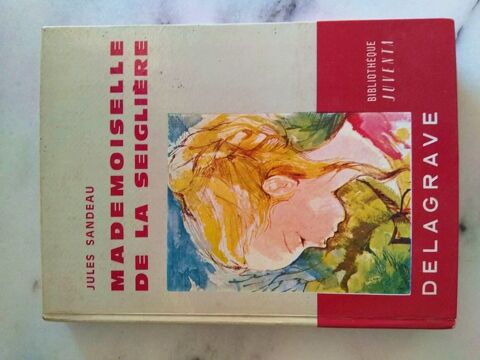 JULES SANDEAU
MADEMOISELLE
DE LA SEIGLIÈRE
BIBLIOTHÈQUE
JUVENTA
DELAGRAVE